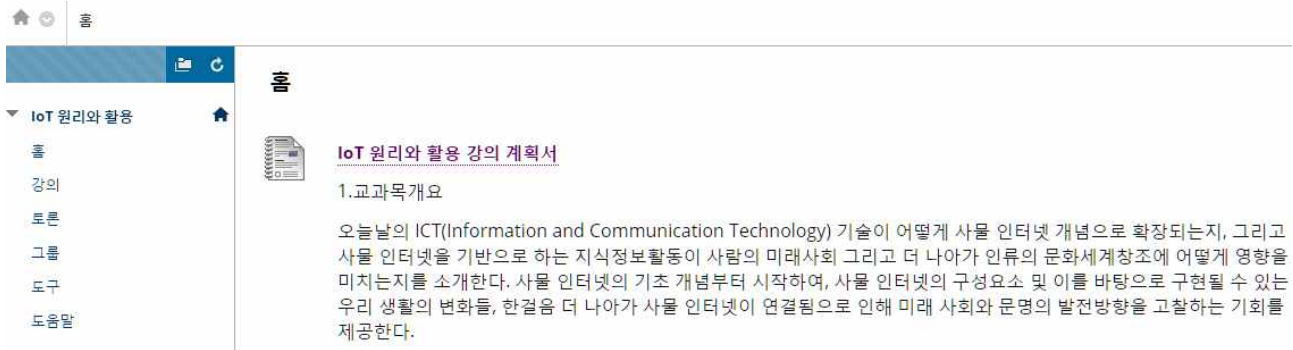 홈
홈
IoT 원리와 활용
홈
강의
토론
그룹
도구
도움말
IoT 원리와 활용 강의 계획서
1.교과목개요
오늘날의 ICT(Information and Communication Technology) 기술이 어떻게 사물 인터넷 개념으로 확장되는지, 그리고
사물 인터넷을 기반으로 하는 지식정보활동이 사람의 미래사회 그리고 더 나아가 인류의 문화세계창조에 어떻게 영향을
미치는지를 소개한다. 사물 인터넷의 기초 개념부터 시작하여, 사물 인터넷의 구성요소 및 이를 바탕으로 구현될 수 있는
우리 생활의 변화들, 한걸음 더 나아가 사물 인터넷이 연결됨으로 인해 미래 사회와 문명의 발전방향을 고찰하는 기회를
제공한다.